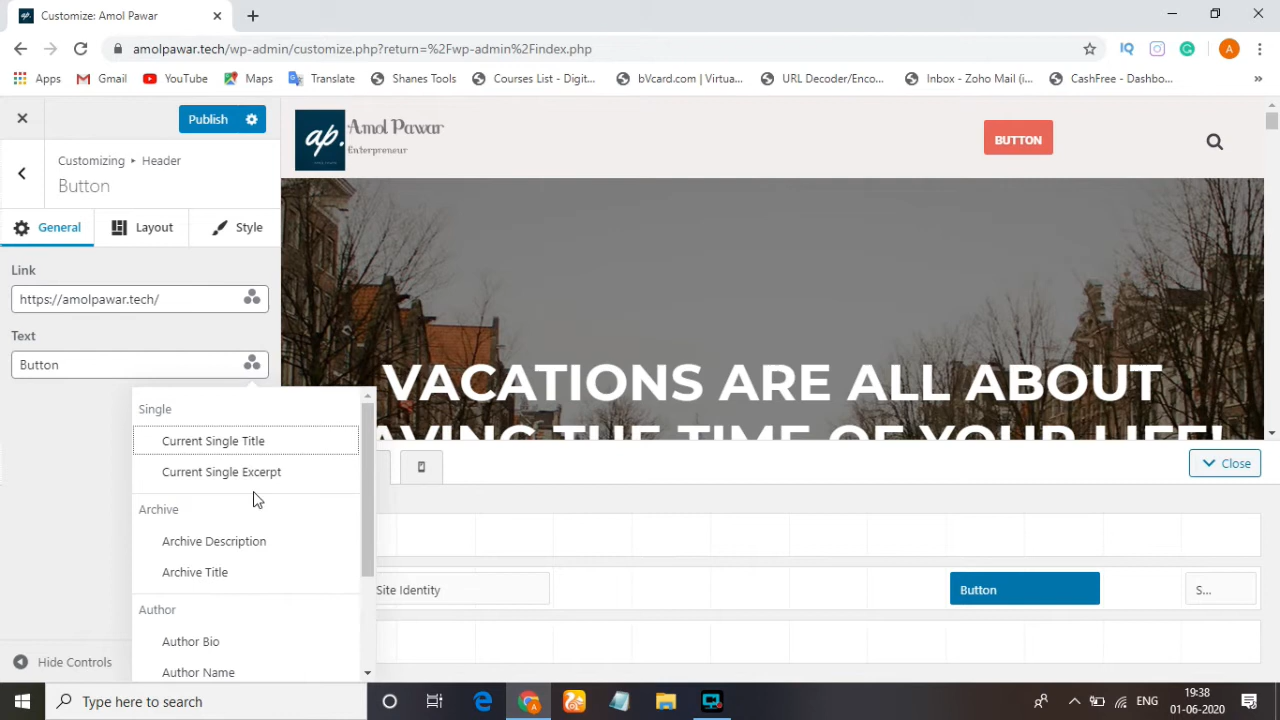 Customize: Amol Pawar
amolpawar.tech/wp-admin/customize.php?return=%2Fwp-admin%2Findex.php
Apps Gmail YouTube Maps Translate Shanes Tools Courses List - Digit... bVcard.com | Virtua... URL Decoder/Enco... Inbox - Zoho Mail (i... CashFree - Dashbo...
Publish
Customizing ▸ Header
Button
General Layout Style
Link
https://amolpawar.tech/
Text
Button
Single
Current Single Title
Current Single Excerpt
Archive
Archive Description
Archive Title
Author
Author Bio
Author Name
Hide Controls
ap.
Amol Pawar
Enterpreneur
BUTTON
VACATIONS ARE ALL ABOUT
AVING THE TIME OF YOUR LIFE!
Close
Site Identity Button S...
Type here to search
ENG
19:38
01-06-2020